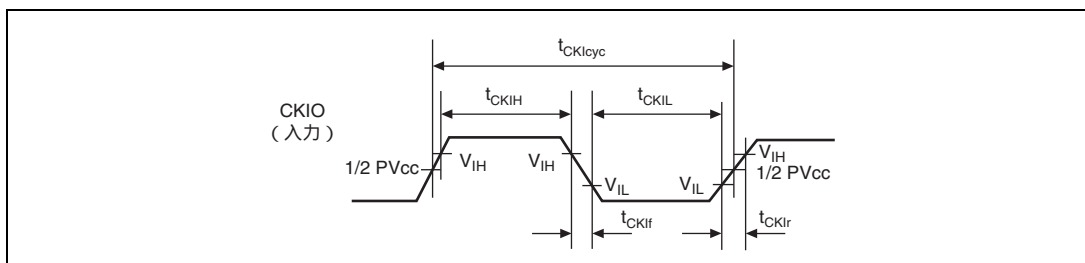 tCKIcyc
tCKIH
tCKIL
CKIO
（入力）
1/2 PVcc
VIH
VIH
VIL
VIL
VIH
1/2 PVcc
tCKIf
tCKIr